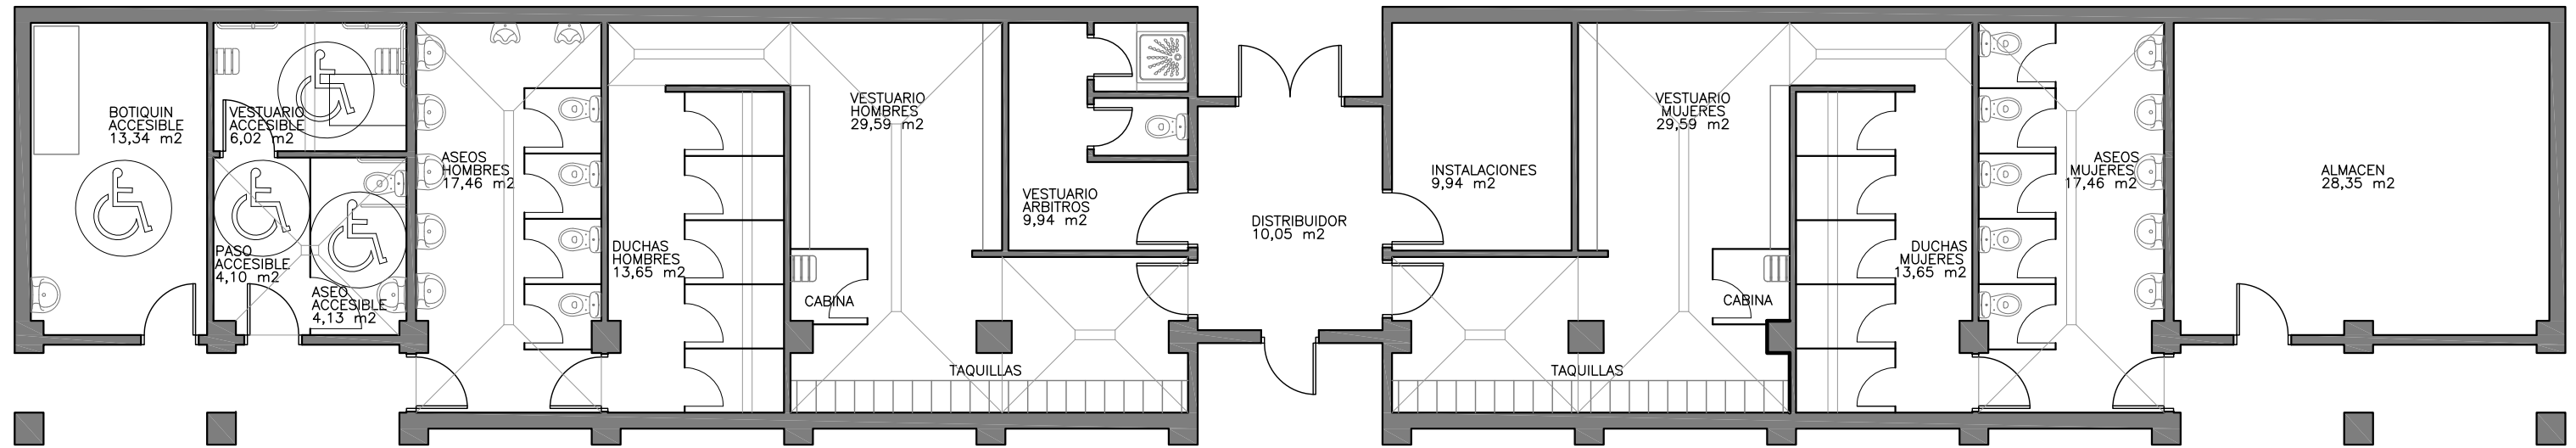 BOTIQUIN
ACCESIBLE
13,34 m2
VESTUARIO
ACCESIBLE
6,02 m2
PASO
ACCESIBLE
4,10 m2
ASEO
ACCESIBLE
4,13 m2
ASEOS
HOMBRES
17,46 m2
DUCHAS
HOMBRES
13,65 m2
VESTUARIO
HOMBRES
29,59 m2
CABINA
TAQUILLAS
VESTUARIO
ARBITROS
9,94 m2
DISTRIBUIDOR
10,05 m2
INSTALACIONES
9,94 m2
VESTUARIO
MUJERES
29,59 m2
CABINA
TAQUILLAS
DUCHAS
MUJERES
13,65 m2
ASEOS
MUJERES
17,46 m2
ALMACEN
28,35 m2